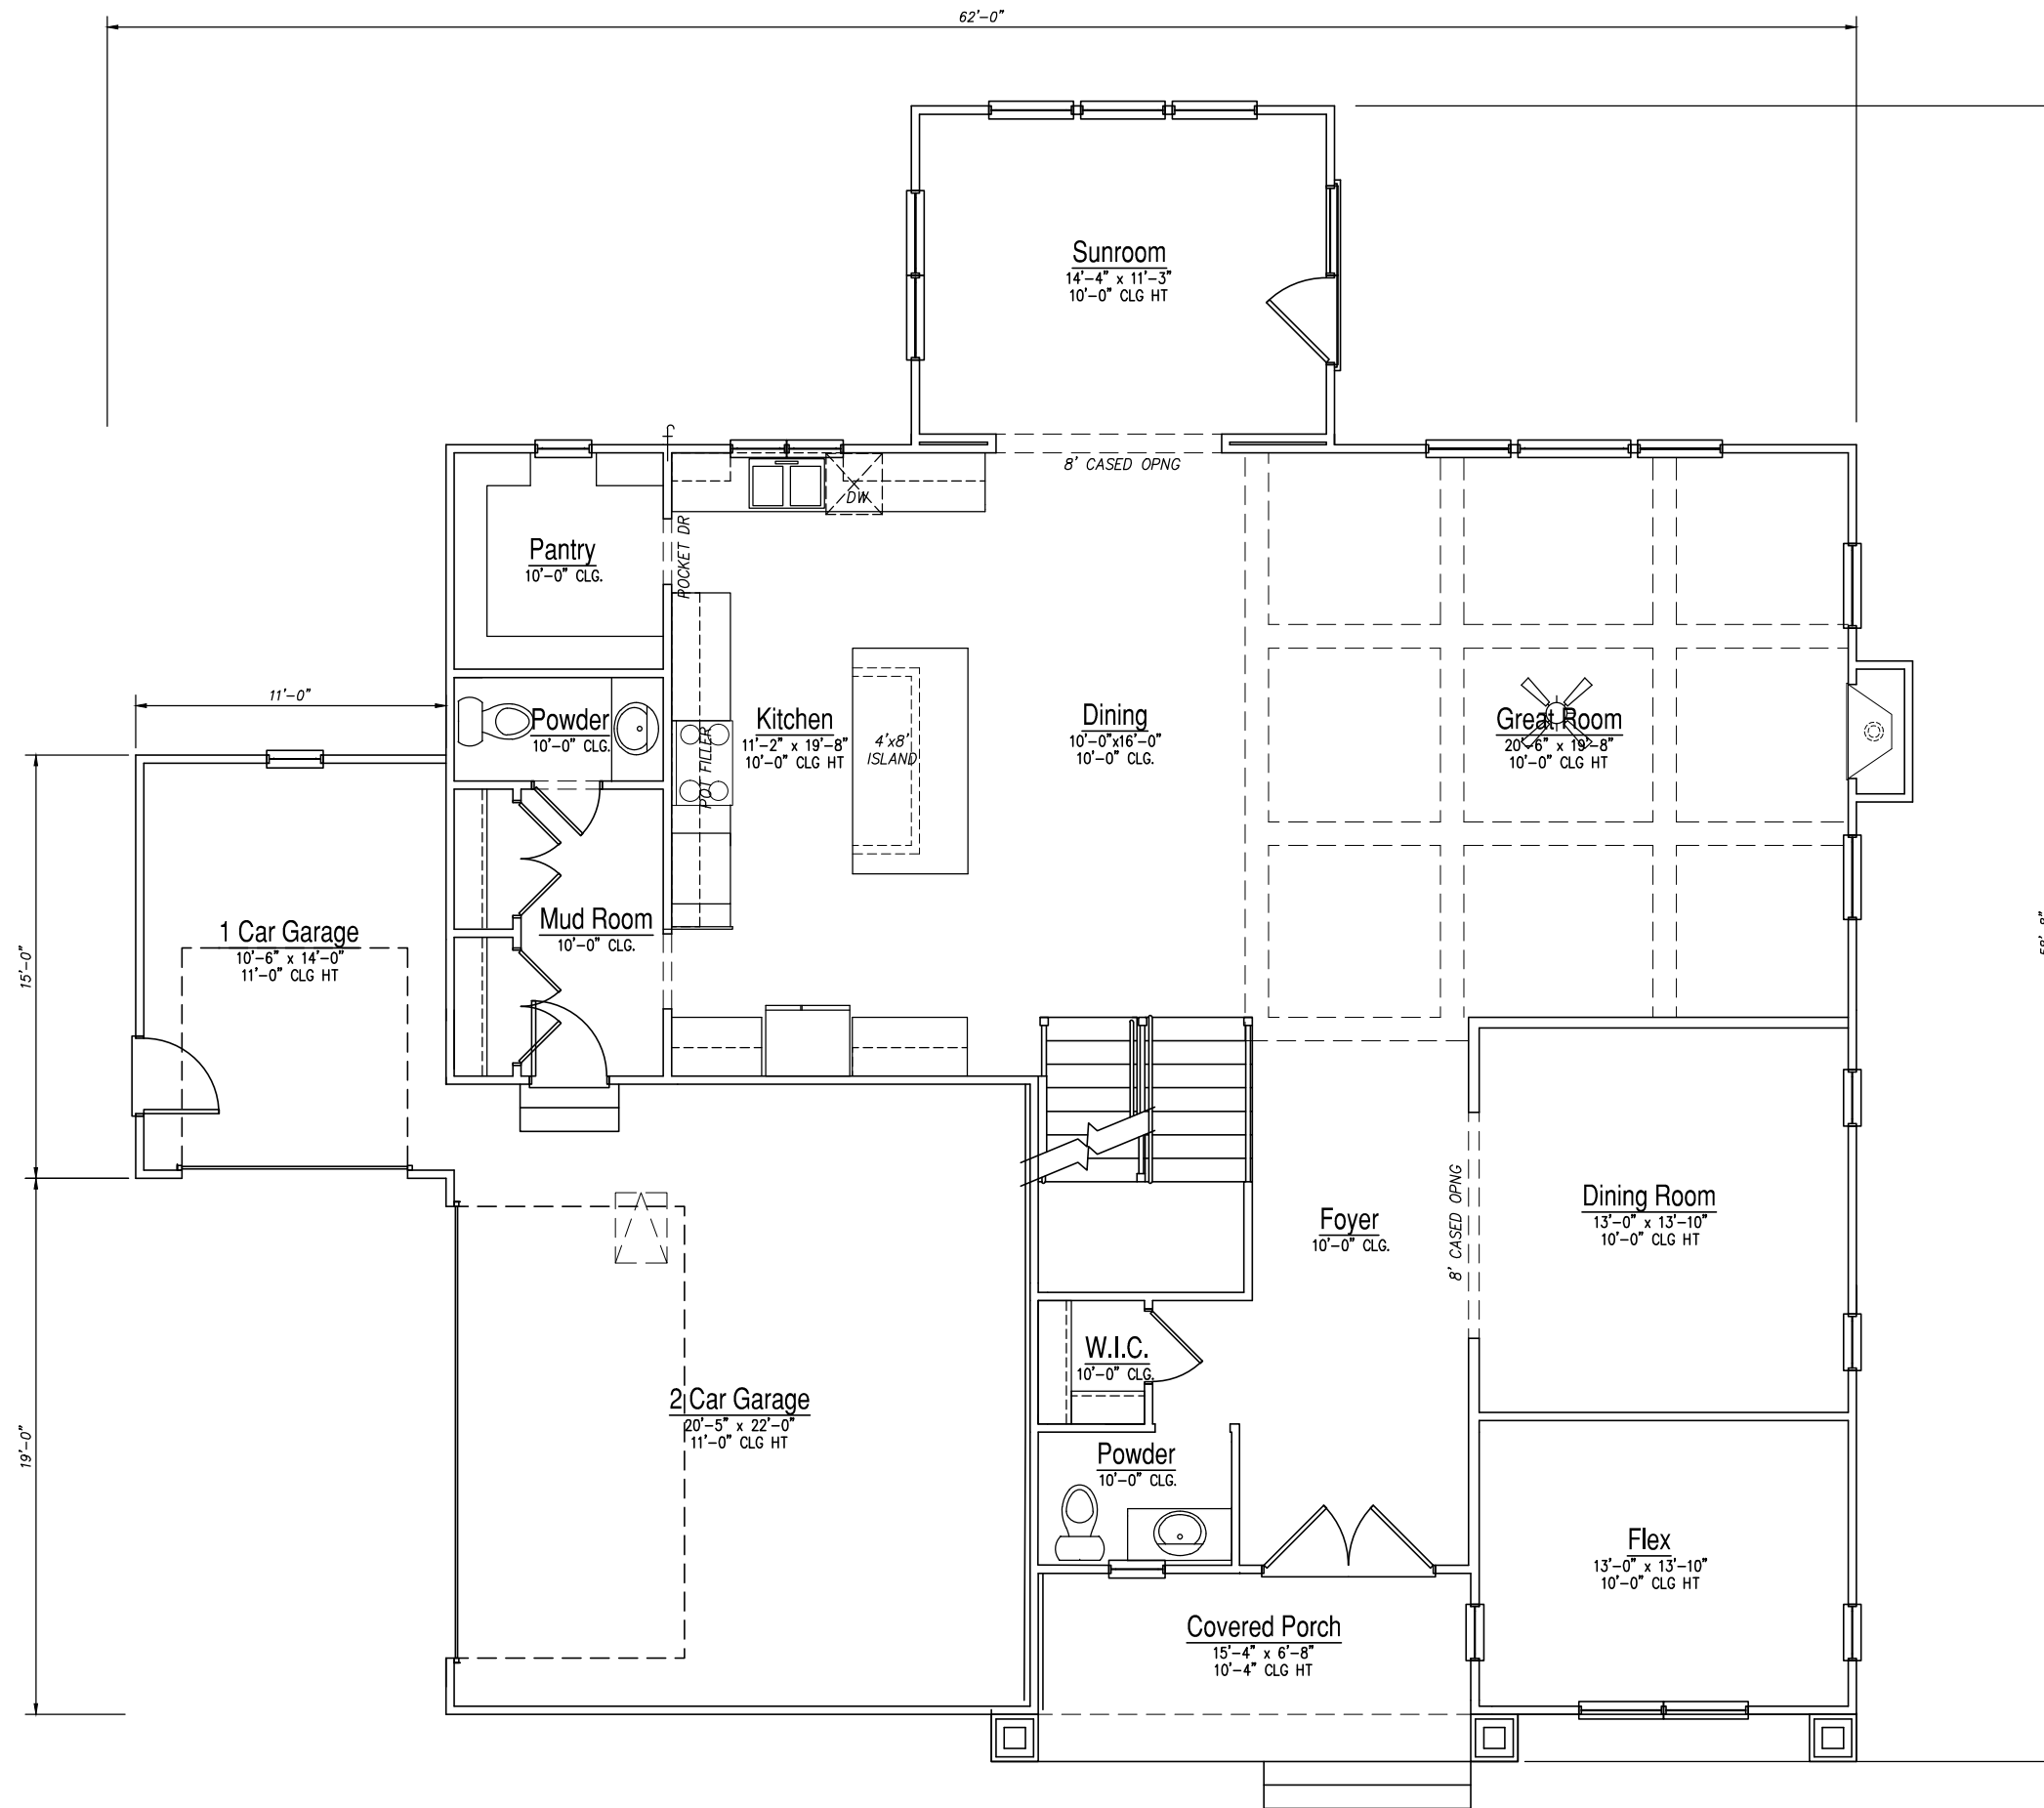 62'-0"
Sunroom
14'-4" x 11'-3"
10'-0" CLG HT
8' CASED OPNG
DW
POCKET DR
Pantry
10'-0" CLG.
11'-0"
Powder
10'-0" CLG.
POT FILLER
Kitchen
11'-2" x 19'-8"
10'-0" CLG HT
4'x8'
ISLAND
Dining
10'-0"x16'-0"
10'-0" CLG.
Great Room
20'-6" x 19'-8"
10'-0" CLG HT
1 Car Garage
10'-6" x 14'-0"
11'-0" CLG HT
15'-0"
Mud Room
10'-0" CLG.
Foyer
10'-0" CLG.
8' CASED OPNG
Dining Room
13'-0" x 13'-10"
10'-0" CLG HT
W.I.C.
10'-0" CLG.
2 Car Garage
20'-5" x 22'-0"
11'-0" CLG HT
19'-0"
Powder
10'-0" CLG.
Flex
13'-0" x 13'-10"
10'-0" CLG HT
Covered Porch
15'-4" x 6'-8"
10'-4" CLG HT